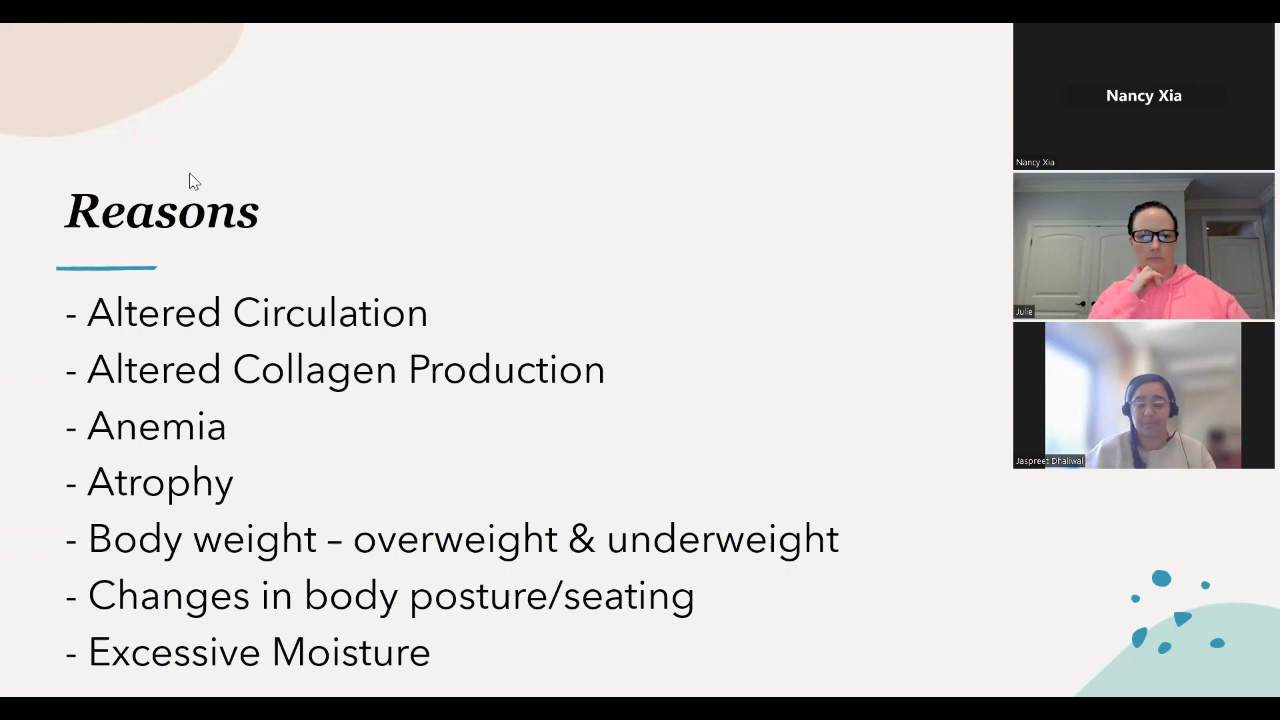 Reasons
- Altered Circulation
- Altered Collagen Production
- Anemia
- Atrophy
- Body weight – overweight & underweight
- Changes in body posture/seating
- Excessive Moisture
Nancy Xia
Nancy Xia
Julie
Jaspreet Dhaliwal